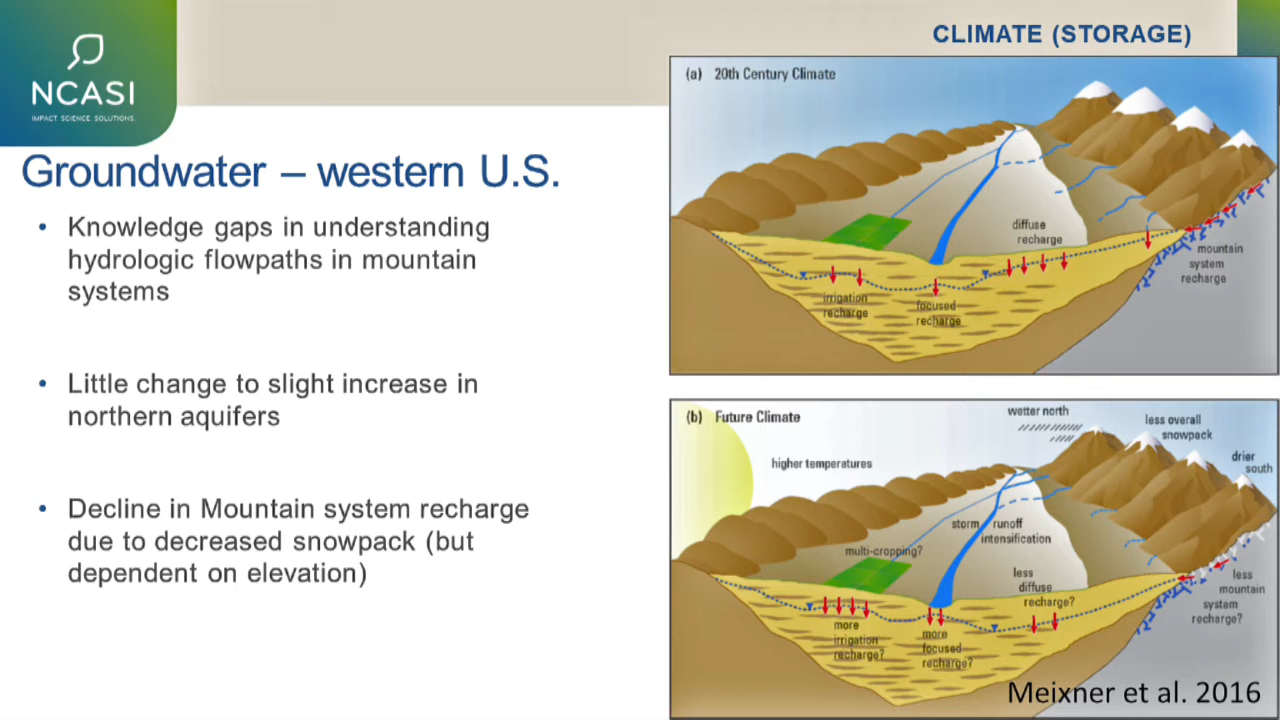 CLIMATE (STORAGE)
NCASI
IMPACT. SCIENCE. SOLUTIONS.
Groundwater – western U.S.
• Knowledge gaps in understanding
hydrologic flowpaths in mountain
systems
• Little change to slight increase in
northern aquifers
• Decline in Mountain system recharge
due to decreased snowpack (but
dependent on elevation)
(a) 20th Century Climate
diffuse
recharge
mountain
system
recharge
irrigation
recharge
focused
recharge
(b) Future Climate
wetter north
less overall
snowpack
drier
south
higher temperatures
storm runoff
intensification
multi-cropping?
less
diffuse
recharge?
less
mountain
system
recharge?
more
irrigation
recharge?
more
focused
recharge?
Meixner et al. 2016